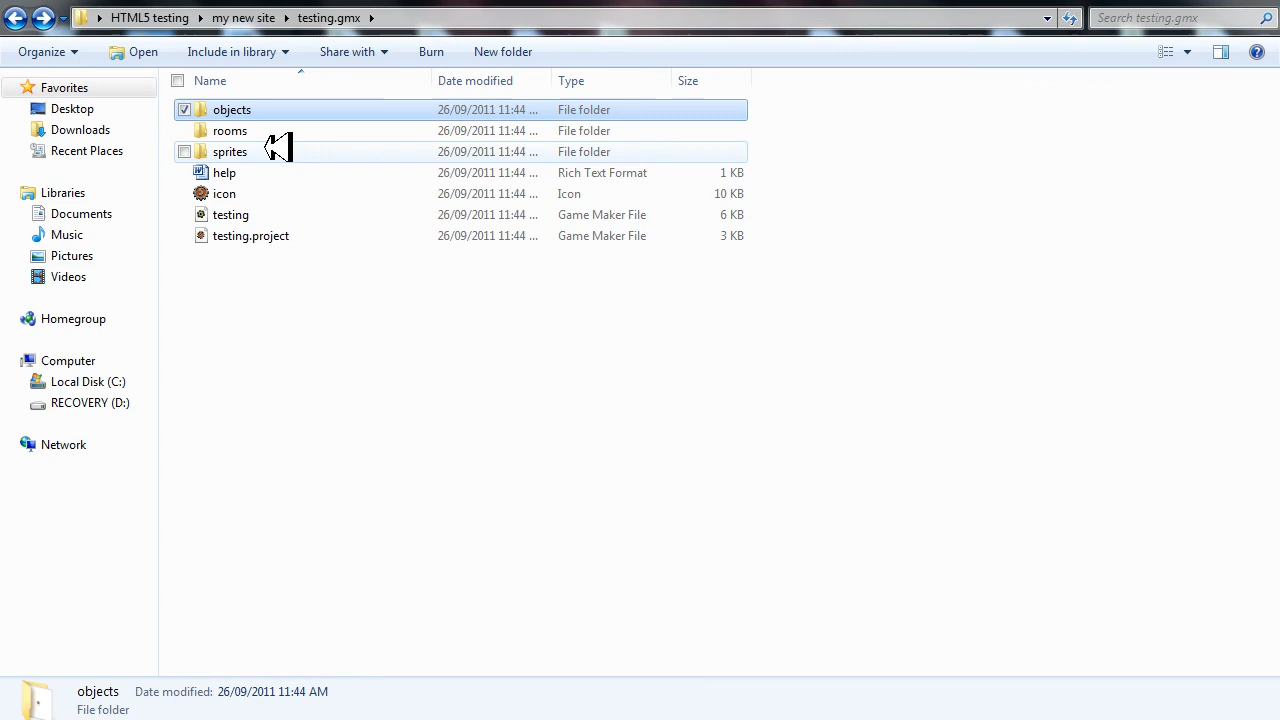 HTML5 testing my new site testing.gmx Search testing.gmx
Organize Open Include in library Share with Burn New folder
Name Date modified Type Size
Favorites
Desktop
Downloads
Recent Places
Libraries
Documents
Music
Pictures
Videos
Homegroup
Computer
Local Disk (C:)
RECOVERY (D:)
Network
objects 26/09/2011 11:44 ... File folder
rooms 26/09/2011 11:44 ... File folder
sprites 26/09/2011 11:44 ... File folder
help 26/09/2011 11:44 ... Rich Text Format 1 KB
icon 26/09/2011 11:44 ... Icon 10 KB
testing 26/09/2011 11:44 ... Game Maker File 6 KB
testing.project 26/09/2011 11:44 ... Game Maker File 3 KB
objects Date modified: 26/09/2011 11:44 AM
File folder